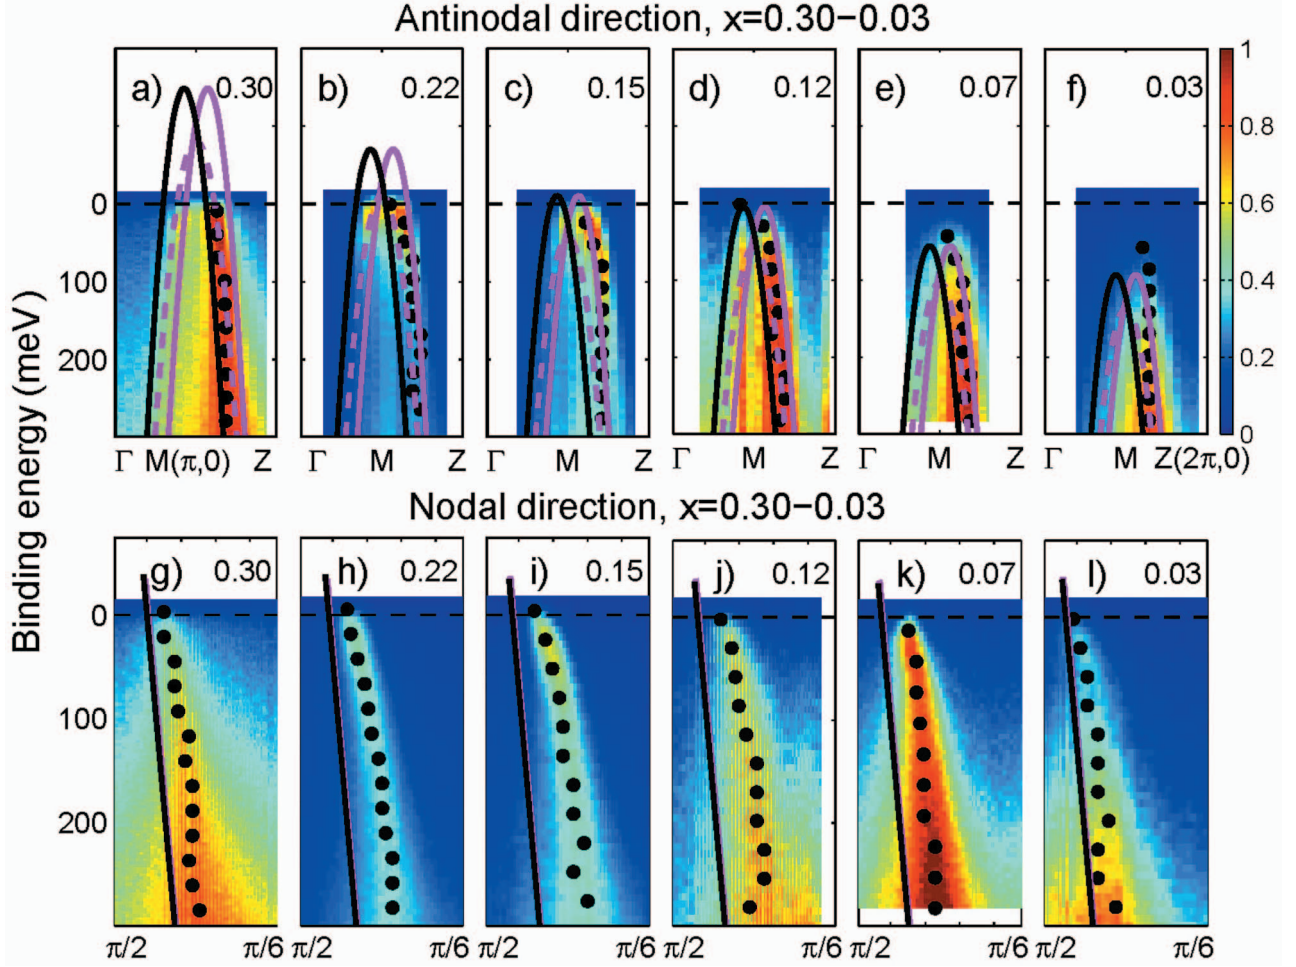 Antinodal direction, x=0.30−0.03
a) 0.30 b) 0.22 c) 0.15 d) 0.12 e) 0.07 f) 0.03
1
0.8
0.6
0.4
0.2
0
0
100
200
Γ M(π,0) Z Γ M Z Γ M Z Γ M Z Γ M Z Γ M Z(2π,0)
Binding energy (meV)
Nodal direction, x=0.30−0.03
g) 0.30 h) 0.22 i) 0.15 j) 0.12 k) 0.07 l) 0.03
0
100
200
π/2 π/6 π/2 π/6 π/2 π/6 π/2 π/6 π/2 π/6 π/2 π/6